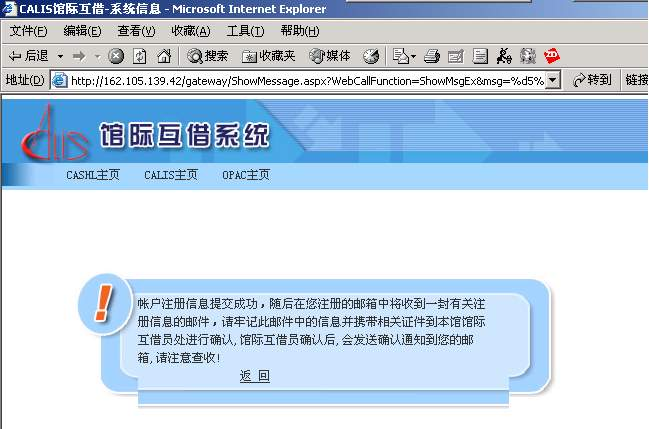 CALIS馆际互借-系统信息 - Microsoft Internet Explorer
文件(F) 编辑(E) 查看(V) 收藏(A) 工具(T) 帮助(H)
后退 搜索 收藏夹 媒体
地址(D) http://162.105.139.42/gateway/ShowMessage.aspx?WebCallFunction=ShowMsgEx&msg=%d5% 转到 链接
馆际互借系统
CASHL主页 CALIS主页 OPAC主页
帐户注册信息提交成功，随后在您注册的邮箱中将收到一封有关注
册信息的邮件，请牢记此邮件中的信息并携带相关证件到本馆馆际
互借员处进行确认,馆际互借员确认后,会发送确认通知到您的邮
箱,请注意查收!
返 回